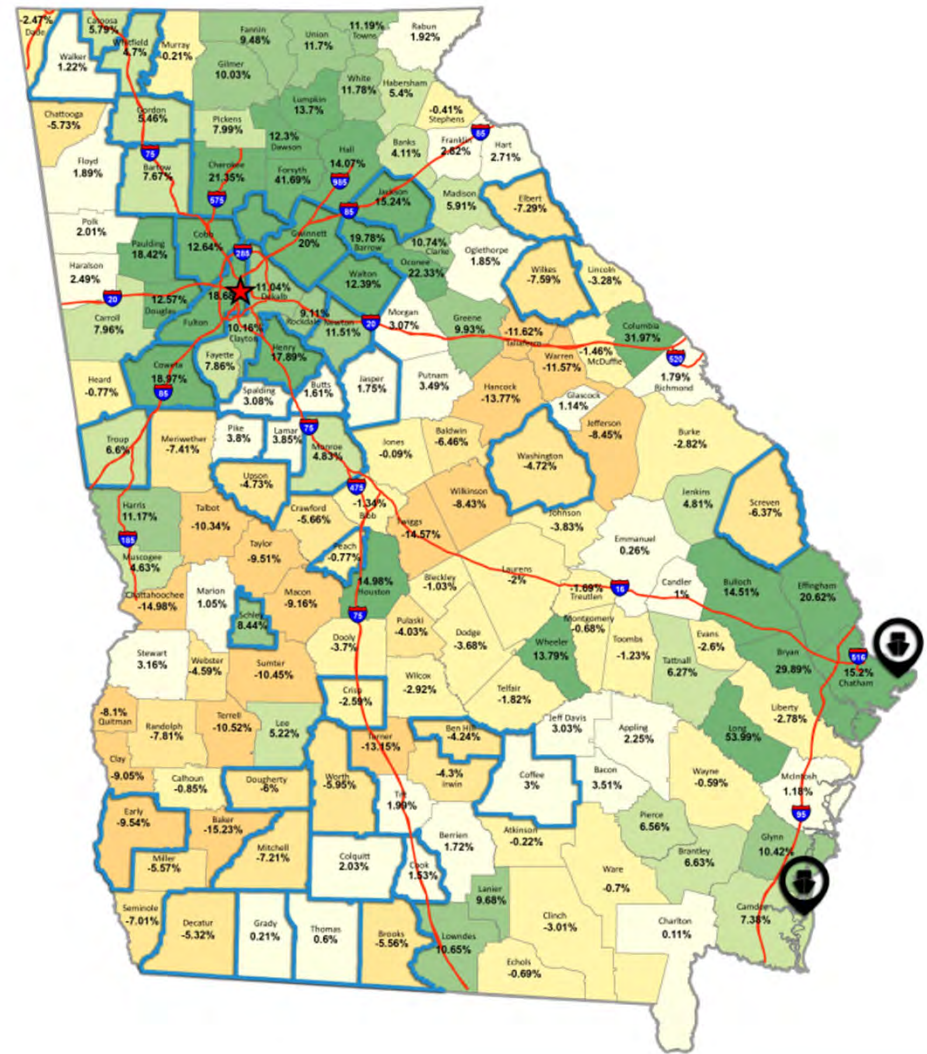 -2.47%
Dade
Catoosa
5.79%
Whitfield
4.7%
Murray
-0.21%
Fannin
9.48%
Union
11.7%
11.19%
Towns
Rabun
1.92%
Walker
1.22%
Gilmer
10.03%
White
11.78%
Habersham
5.4%
Chattooga
-5.73%
Gordon
5.46%
Pickens
7.99%
Lumpkin
13.7%
12.3%
Dawson
-0.41%
Stephens
85
Floyd
1.89%
75
Bartow
7.67%
Cherokee
21.35%
575
Forsyth
41.69%
Hall
14.07%
985
Banks
4.11%
Franklin
2.62%
Hart
2.71%
Jackson
15.24%
85
Madison
5.91%
Elbert
-7.29%
Polk
2.01%
Paulding
18.42%
Cobb
12.64%
285
Gwinnett
20%
19.78%
Barrow
10.74%
Clarke
Oconee
22.33%
Oglethorpe
1.85%
Wilkes
-7.59%
Lincoln
-3.28%
Haralson
2.49%
20
12.57%
Douglas
Fulton
11.04%
Dekalb
Walton
12.39%
Carroll
7.96%
10.16%
Clayton
9.11%
Rockdale
Newton
11.51%
20
Morgan
3.07%
Greene
9.93%
-11.62%
Taliaferro
Warren
-11.57%
-1.46%
McDuffie
Columbia
31.97%
520
1.79%
Richmond
Heard
-0.77%
Coweta
18.97%
85
Fayette
7.86%
Henry
17.89%
Spalding
3.08%
Butts
1.61%
Jasper
1.75%
Putnam
3.49%
Hancock
-13.77%
Glascock
1.14%
Jefferson
-8.45%
Burke
-2.82%
Troup
6.6%
Meriwether
-7.41%
Pike
3.8%
Lamar
3.85%
75
Monroe
4.83%
Jones
-0.09%
Baldwin
-6.46%
Washington
-4.72%
Screven
-6.37%
Jenkins
4.81%
Upson
-4.73%
475
-1.34%
Bibb
Crawford
-5.66%
Wilkinson
-8.43%
Johnson
-3.83%
Harris
11.17%
185
Talbot
-10.34%
Twiggs
-14.57%
Emmanuel
0.26%
Muscogee
4.63%
Taylor
-9.51%
Peach
-0.77%
14.98%
Houston
75
Bleckley
-1.03%
Laurens
-2%
-1.69%
Treutlen
16
Candler
1%
Bulloch
14.51%
Effingham
20.62%
Chattahoochee
-14.98%
Marion
1.05%
Schley
8.44%
Macon
-9.16%
Dooly
-3.7%
Pulaski
-4.03%
Dodge
-3.68%
Wheeler
13.79%
Montgomery
-0.68%
Toombs
-1.23%
Evans
-2.6%
Tattnall
6.27%
Bryan
29.89%
516
15.2%
Chatham
Stewart
3.16%
Webster
-4.59%
Sumter
-10.45%
Crisp
-2.59%
Wilcox
-2.92%
Telfair
-1.82%
Long
53.99%
Liberty
-2.78%
-8.1%
Quitman
Randolph
-7.81%
Terrell
-10.52%
Lee
5.22%
Turner
-13.15%
Ben Hill
-4.24%
Jeff Davis
3.03%
Appling
2.25%
Clay
-9.05%
Calhoun
-0.85%
Dougherty
-6%
Worth
-5.95%
-4.3%
Irwin
Coffee
3%
Bacon
3.51%
Wayne
-0.59%
McIntosh
1.18%
95
Early
-9.54%
Baker
-15.23%
Mitchell
-7.21%
Tift
1.99%
Berrien
1.72%
Atkinson
-0.22%
Pierce
6.56%
Brantley
6.63%
Glynn
10.42%
Miller
-5.57%
Colquitt
2.03%
Cook
1.53%
Ware
-0.7%
Seminole
-7.01%
Decatur
-5.32%
Grady
0.21%
Thomas
0.6%
Brooks
-5.56%
Lanier
9.68%
Lowndes
10.65%
Clinch
-3.01%
Echols
-0.69%
Charlton
0.11%
Camden
7.38%